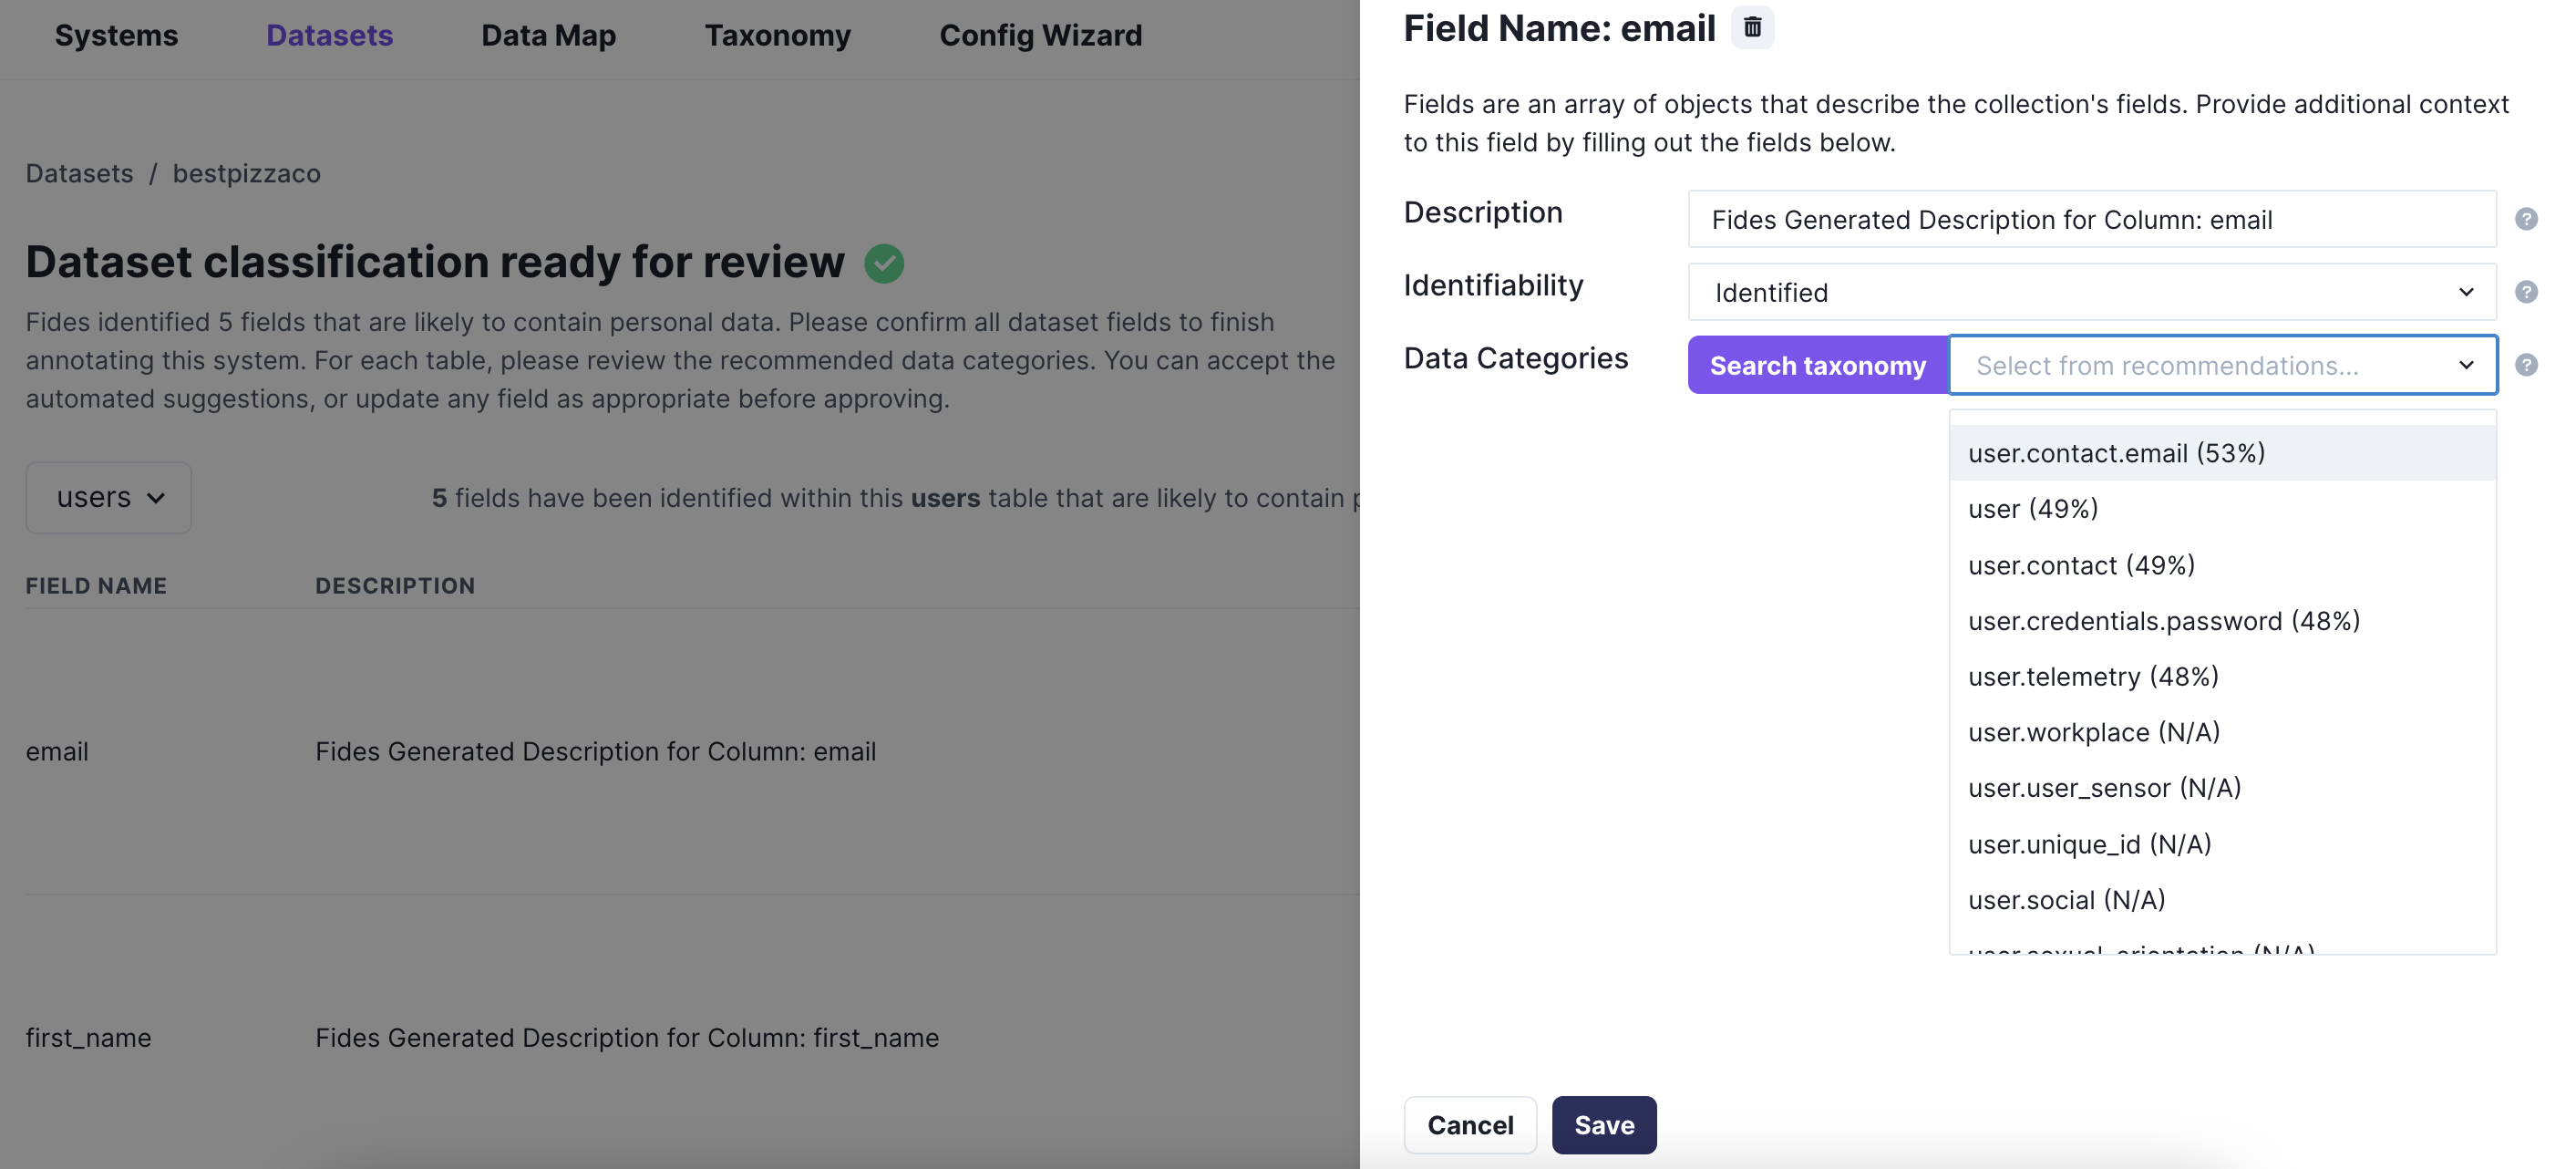 Systems
Datasets
Data Map
Taxonomy
Config Wizard
Datasets / bestpizzaco
Dataset classification ready for review
Fides identified 5 fields that are likely to contain personal data. Please confirm all dataset fields to finish
annotating this system. For each table, please review the recommended data categories. You can accept the
automated suggestions, or update any field as appropriate before approving.
users
5 fields have been identified within this users table that are likely to contain
FIELD NAME
DESCRIPTION
email
Fides Generated Description for Column: email
first_name
Fides Generated Description for Column: first_name
Field Name: email
Fields are an array of objects that describe the collection's fields. Provide additional context
to this field by filling out the fields below.
Description
Fides Generated Description for Column: email
?
Identifiability
Identified
?
Data Categories
Search taxonomy
Select from recommendations...
?
user.contact.email (53%)
user (49%)
user.contact (49%)
user.credentials.password (48%)
user.telemetry (48%)
user.workplace (N/A)
user.user_sensor (N/A)
user.unique_id (N/A)
user.social (N/A)
user.sexual_orientation (N/A)
Cancel
Save